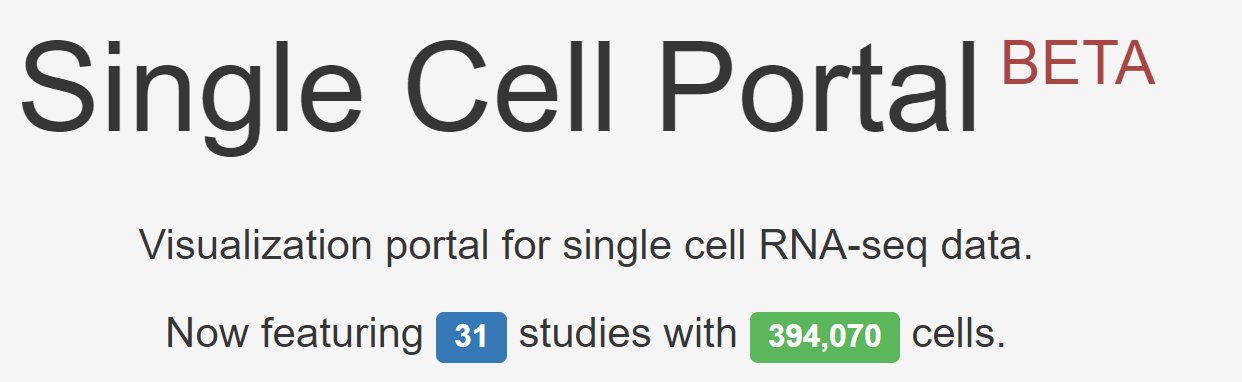 Single Cell Portal BETA
Visualization portal for single cell RNA-seq data.
Now featuring 31 studies with 394,070 cells.